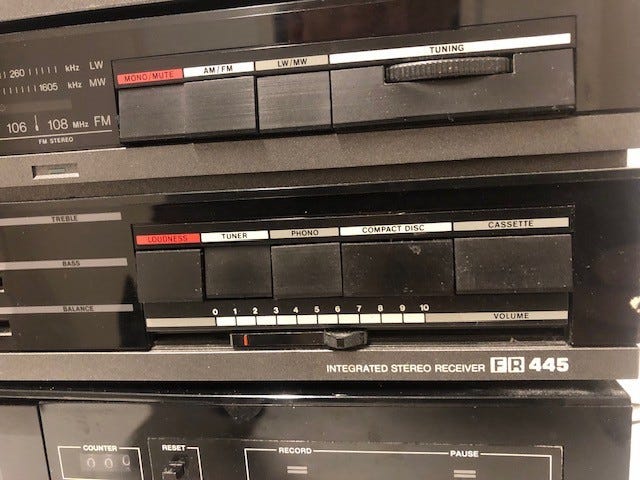 260 kHz LW
1605 kHz MW
106 108 MHz FM
FM STEREO
MONO/MUTE AM/FM LW/MW TUNING
TREBLE
BASS
BALANCE
LOUDNESS TUNER PHONO COMPACT DISC CASSETTE
0 1 2 3 4 5 6 7 8 9 10
VOLUME
INTEGRATED STEREO RECEIVER FR 445
COUNTER RESET RECORD PAUSE
000